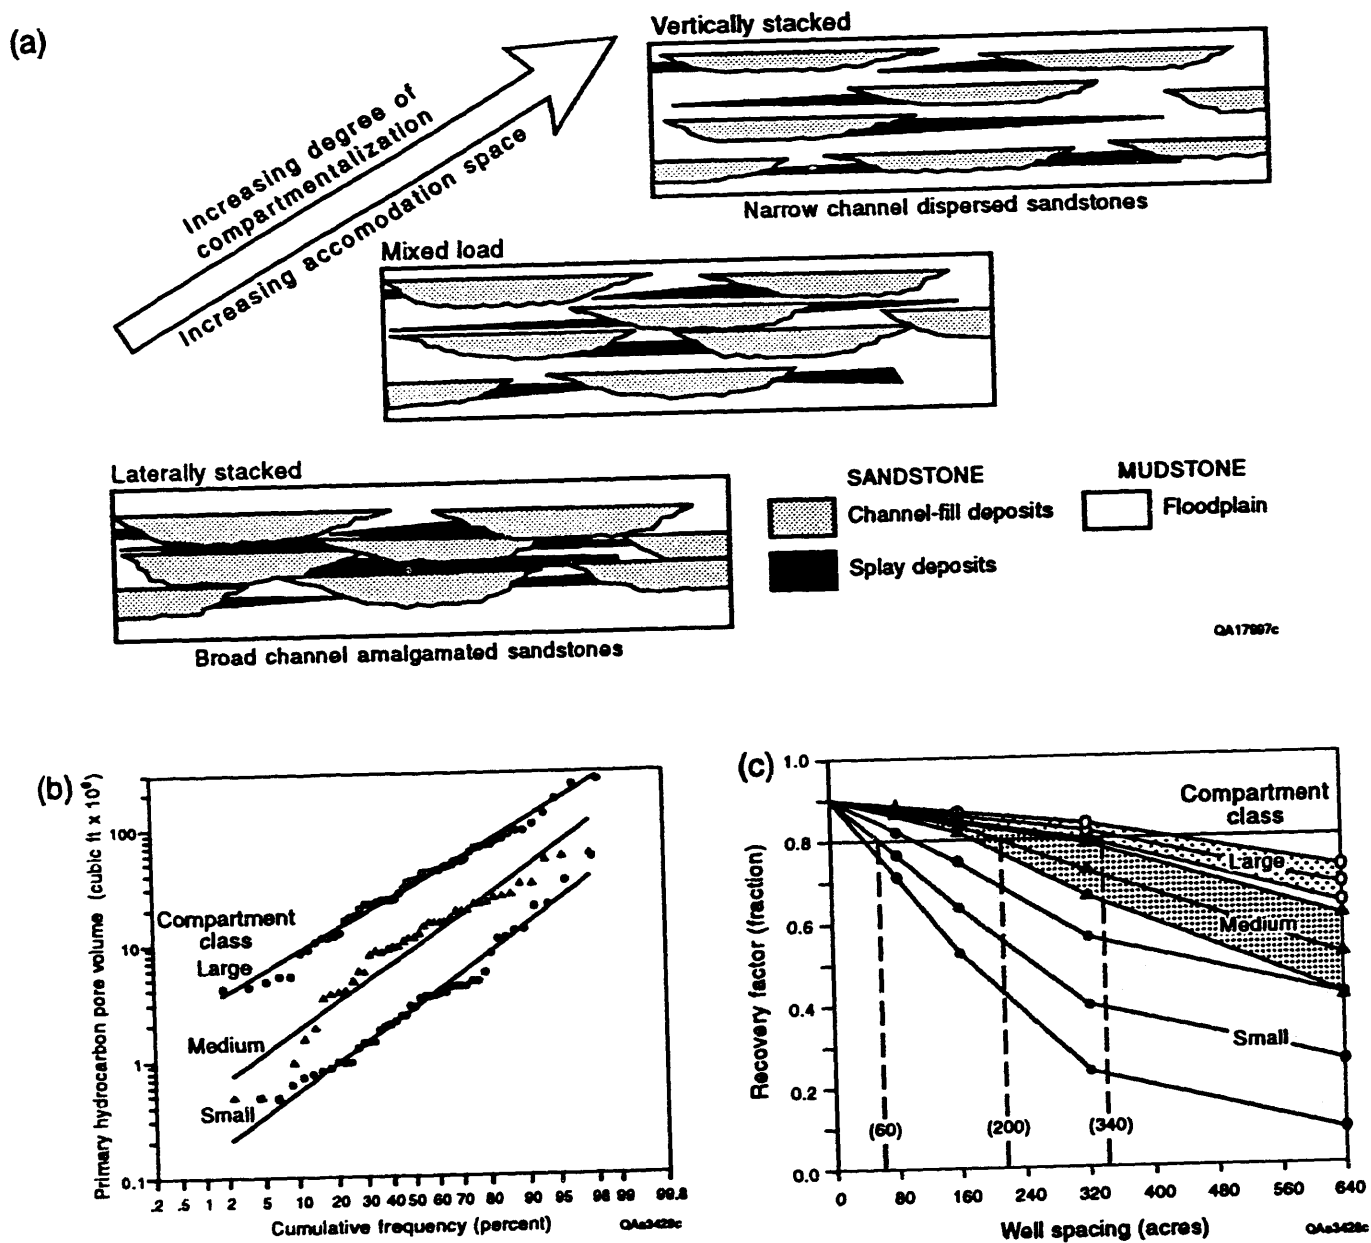 (a)
Increasing degree of
compartmentalization
Increasing accomodation space
Vertically stacked
Narrow channel dispersed sandstones
Mixed load
Laterally stacked
Broad channel amalgamated sandstones
SANDSTONE
Channel-fill deposits
Splay deposits
MUDSTONE
Floodplain
QA17997c
(b)
Primary hydrocarbon pore volume (cubic ft x 10⁶)
100
10
1
0.1
Compartment
class
Large
Medium
Small
.2 .5 1 2 5 10 20 30 40 50 60 70 80 90 95 98 99 99.8
Cumulative frequency (percent)
QAa3429c
(c)
Recovery factor (fraction)
1.0
0.8
0.6
0.4
0.2
0.0
Compartment
class
Large
Medium
Small
(60)
(200)
(340)
0 80 160 240 320 400 480 560 640
Well spacing (acres)
QAa3428c